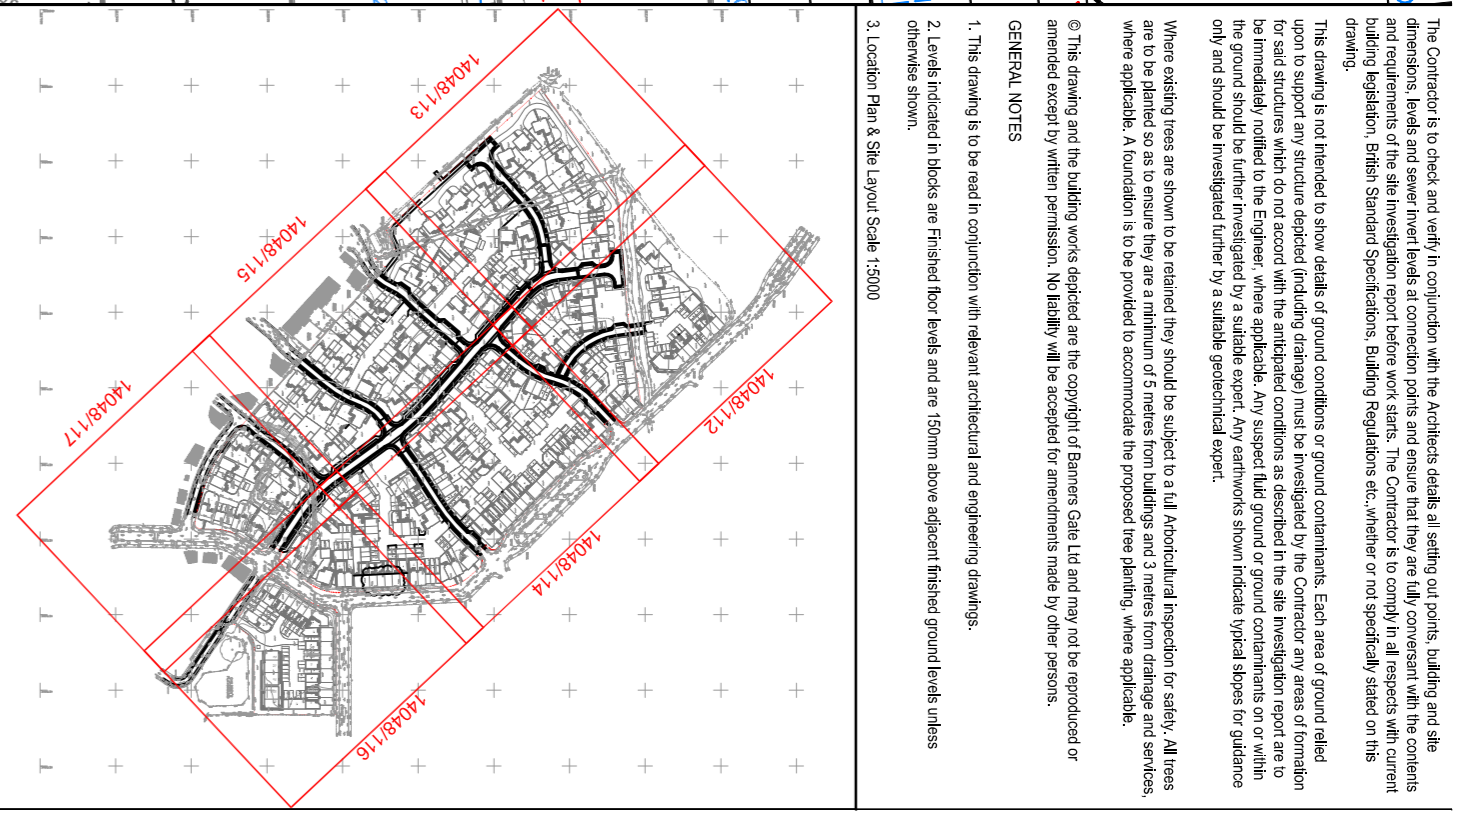 The Contractor is to check and verify in conjunction with the Architects details all setting out points, building and site
dimensions, levels and sewer invert levels at connection points and ensure that they are fully conversant with the contents
and requirements of the site investigation report before work starts. The Contractor is to comply in all respects with current
building legislation, British Standard Specifications, Building Regulations etc.,whether or not specifically stated on this
drawing.
This drawing is not intended to show details of ground conditions or ground contaminants. Each area of ground relied
upon to support any structure depicted (including drainage) must be investigated by the Contractor any areas of formation
for said structures which do not accord with the anticipated conditions as described in the site investigation report are to
be immediately notified to the Engineer, where applicable. Any suspect fluid ground or ground contaminants on or within
the ground should be further investigated by a suitable expert. Any earthworks shown indicate typical slopes for guidance
only and should be investigated further by a suitable geotechnical expert.
Where existing trees are shown to be retained they should be subject to a full Arboricultural inspection for safety. All trees
are to be planted so as to ensure they are a minimum of 5 metres from buildings and 3 metres from drainage and services,
where applicable. A foundation is to be provided to accommodate the proposed tree planting, where applicable.
© This drawing and the building works depicted are the copyright of Banners Gate Ltd and may not be reproduced or
amended except by written permission. No liability will be accepted for amendments made by other persons.
GENERAL NOTES
1. This drawing is to be read in conjunction with relevant architectural and engineering drawings.
2. Levels indicated in blocks are Finished floor levels and are 150mm above adjacent finished ground levels unless
otherwise shown.
3. Location Plan & Site Layout Scale 1:5000
14048/113
14048/115
14048/117
14048/112
14048/114
14048/116